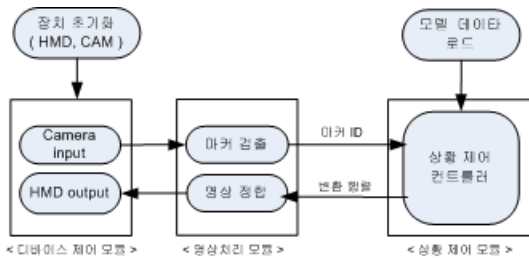 장치 초기화
( HMD, CAM )
모델 데이타
로드
Camera
input
HMD output
마커 검출
영상 정합
마커 ID
변환 행렬
상황 제어
컨트롤러
< 디바이스 제어 모듈 >
< 영상처리 모듈 >
< 상황 제어 모듈 >